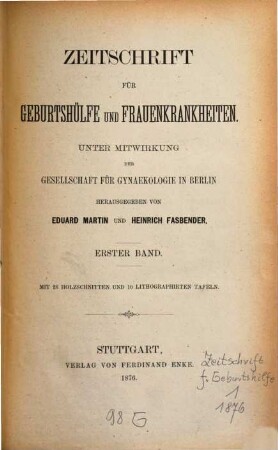 ZEITSCHRIFT
FÜR
GEBURTSHÜLFE UND FRAUENKRANKHEITEN.
UNTER MITWIRKUNG
DER
GESELLSCHAFT FÜR GYNAEKOLOGIE IN BERLIN
HERAUSGEGEBEN VON
EDUARD MARTIN UND HEINRICH FASBENDER.
ERSTER BAND.
MIT 28 HOLZSCHNITTEN UND 10 LITHOGRAPHIRTEN TAFELN.
STUTTGART,
VERLAG VON FERDINAND ENKE.
1876.
Zeitschrift
f. Geburtshilfe
1
1876
98 G